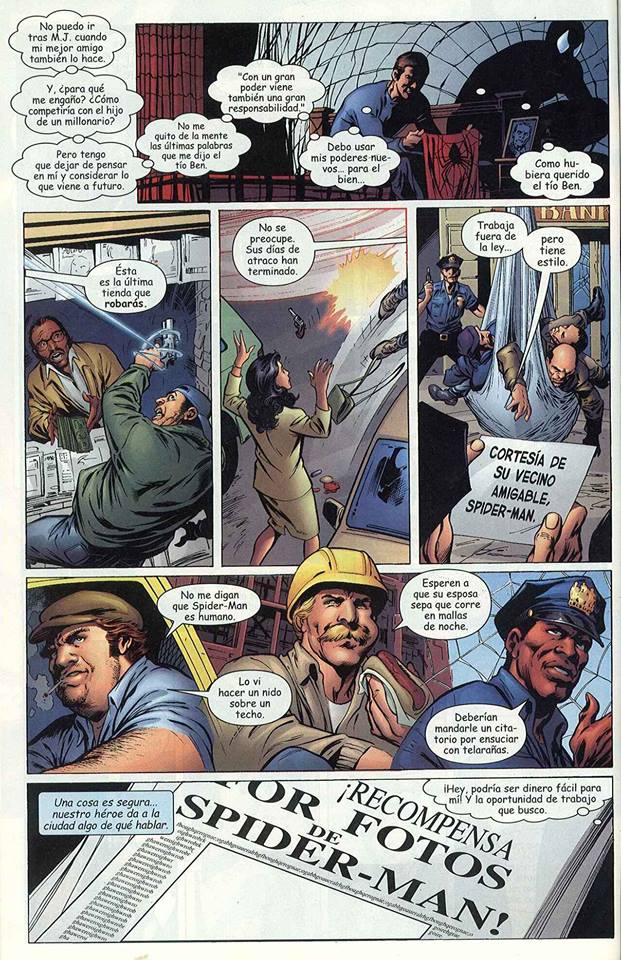 No puedo ir
tras M.J. cuando
mi mejor amigo
también lo hace.
Y, ¿para qué
me engaño? ¿Cómo
competiría con el hijo
de un millonario?
Pero tengo
que dejar de pensar
en mí y considerar lo
que viene a futuro.
No me
quito de la mente
las últimas palabras
que me dijo el
tío Ben.
"Con un gran
poder viene
también una gran
responsabilidad."
Debo usar
mis poderes nue-
vos... para el
bien...
Como hu-
biera querido
el tío Ben.
Ésta
es la última
tienda que
robarás.
No se
preocupe.
Sus días de
atraco han
terminado.
BANK
Trabaja
fuera de
la ley...
pero
tiene
estilo.
CORTESÍA DE
SU VECINO
AMIGABLE,
SPIDER-MAN.
No me digan
que Spider-Man
es humano.
Lo vi
hacer un nido
sobre un
techo.
Esperen a
que su esposa
sepa que corre
en mallas
de noche.
Deberían
mandarle un cita-
torio por ensuciar
con telarañas.
Una cosa es segura...
nuestro héroe da a la
ciudad algo de qué hablar.
¡RECOMPENSA
POR FOTOS
DE
SPIDER-MAN!
¡Hey, podría ser dinero fácil para
mí! Y la oportunidad de trabajo
que busco.